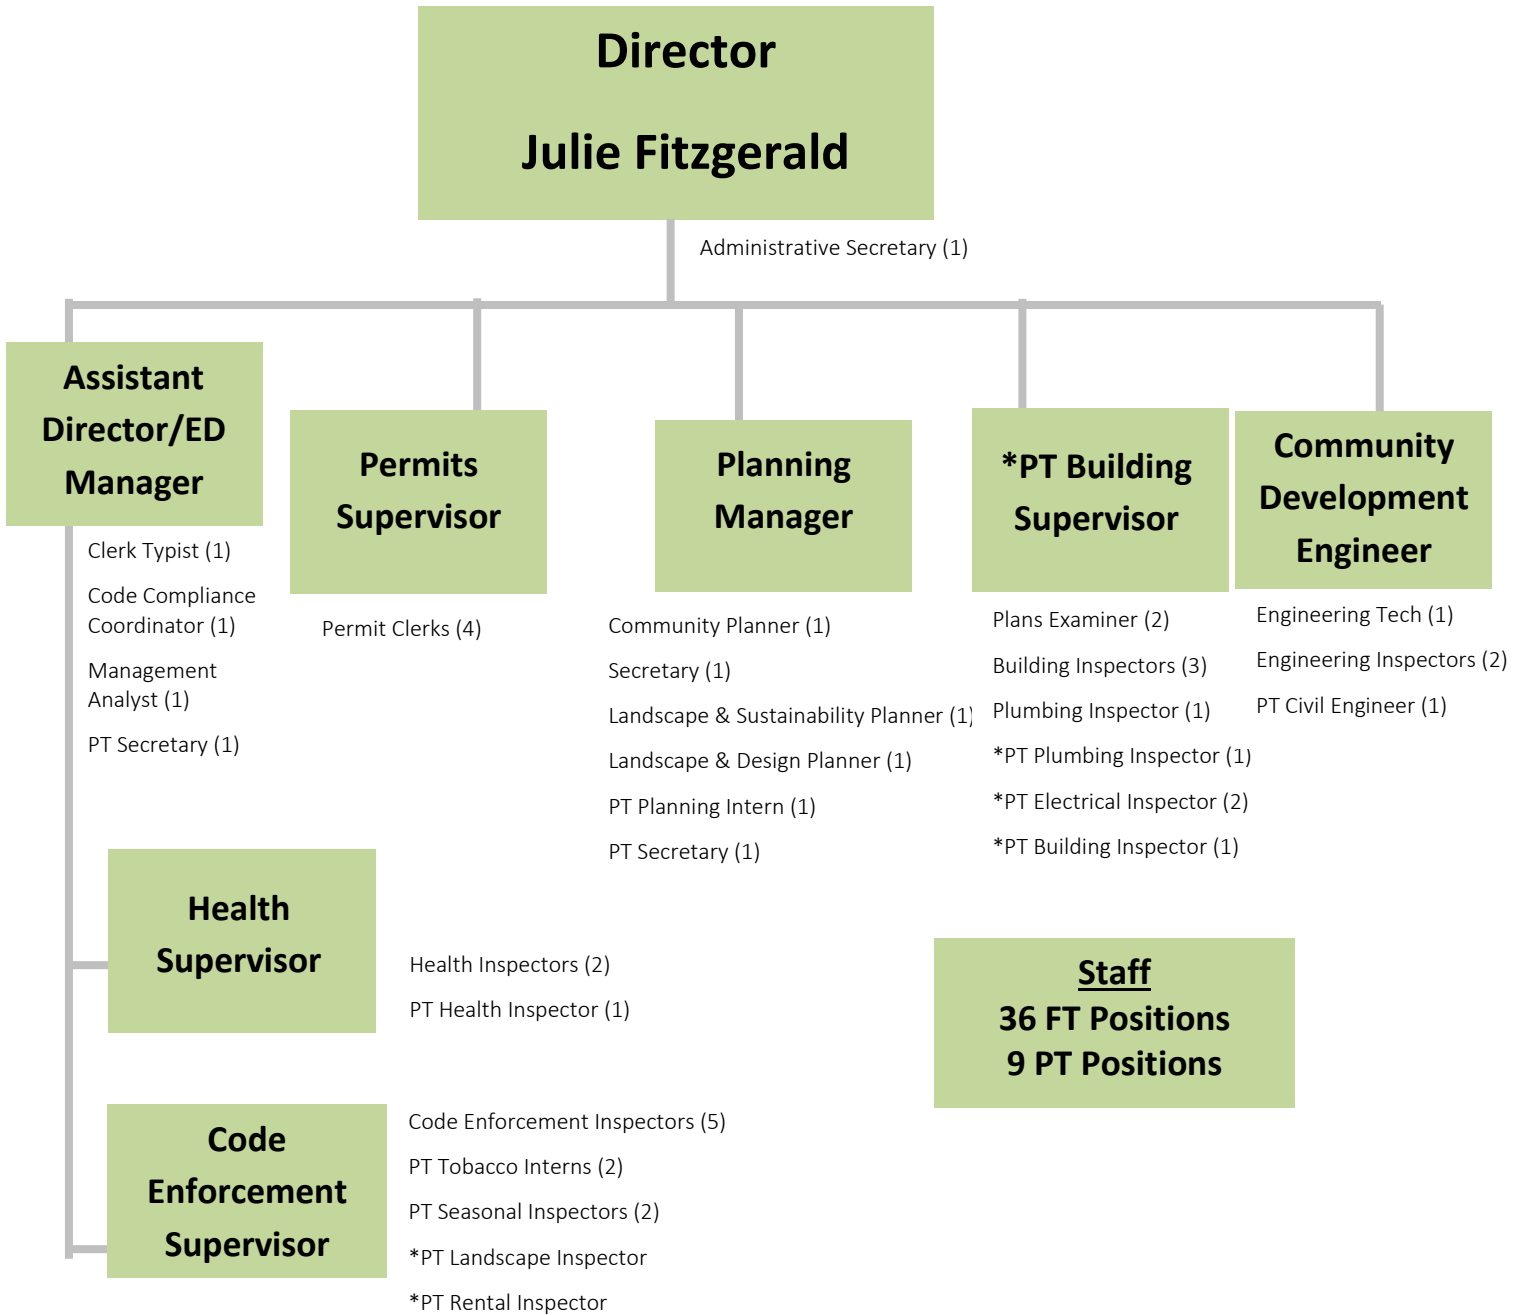 Director
Julie Fitzgerald
Administrative Secretary (1)
Assistant
Director/ED
Manager
Clerk Typist (1)
Code Compliance
Coordinator (1)
Management
Analyst (1)
PT Secretary (1)
Permits
Supervisor
Permit Clerks (4)
Planning
Manager
Community Planner (1)
Secretary (1)
Landscape & Sustainability Planner (1)
Landscape & Design Planner (1)
PT Planning Intern (1)
PT Secretary (1)
*PT Building
Supervisor
Plans Examiner (2)
Building Inspectors (3)
Plumbing Inspector (1)
*PT Plumbing Inspector (1)
*PT Electrical Inspector (2)
*PT Building Inspector (1)
Community
Development
Engineer
Engineering Tech (1)
Engineering Inspectors (2)
PT Civil Engineer (1)
Health
Supervisor
Health Inspectors (2)
PT Health Inspector (1)
Staff
36 FT Positions
9 PT Positions
Code
Enforcement
Supervisor
Code Enforcement Inspectors (5)
PT Tobacco Interns (2)
PT Seasonal Inspectors (2)
*PT Landscape Inspector
*PT Rental Inspector